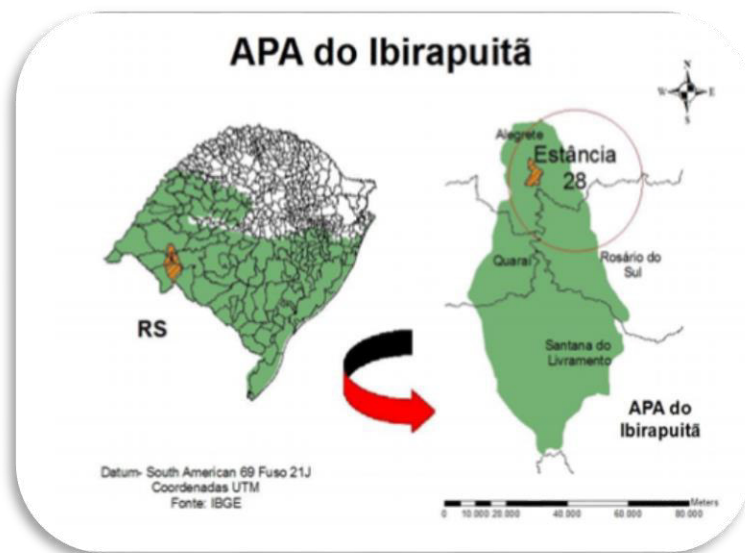 APA do Ibirapuitã
N
W
E
S
Alegrete
Estância
28
Quaraí
Rosário do
Sul
RS
Santana do
Livramento
APA do
Ibirapuitã
Datum- South American 69 Fuso 21J
Coordenadas UTM
Fonte: IBGE
Meters
0 10.000 20.000 40.000 60.000 80.000